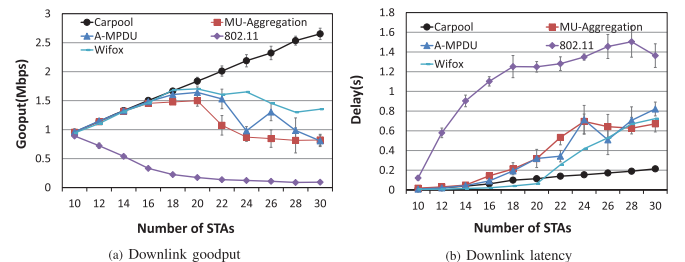 3
2.5
2
1.5
1
0.5
0
Gooput(Mbps)
Carpool
MU-Aggregation
A-MPDU
802.11
Wifox
10 12 14 16 18 20 22 24 26 28 30
Number of STAs
(a) Downlink goodput
1.8
1.6
1.4
1.2
1
0.8
0.6
0.4
0.2
0
Delay(s)
Carpool
MU-Aggregation
A-MPDU
802.11
Wifox
10 12 14 16 18 20 22 24 26 28 30
Number of STAs
(b) Downlink latency